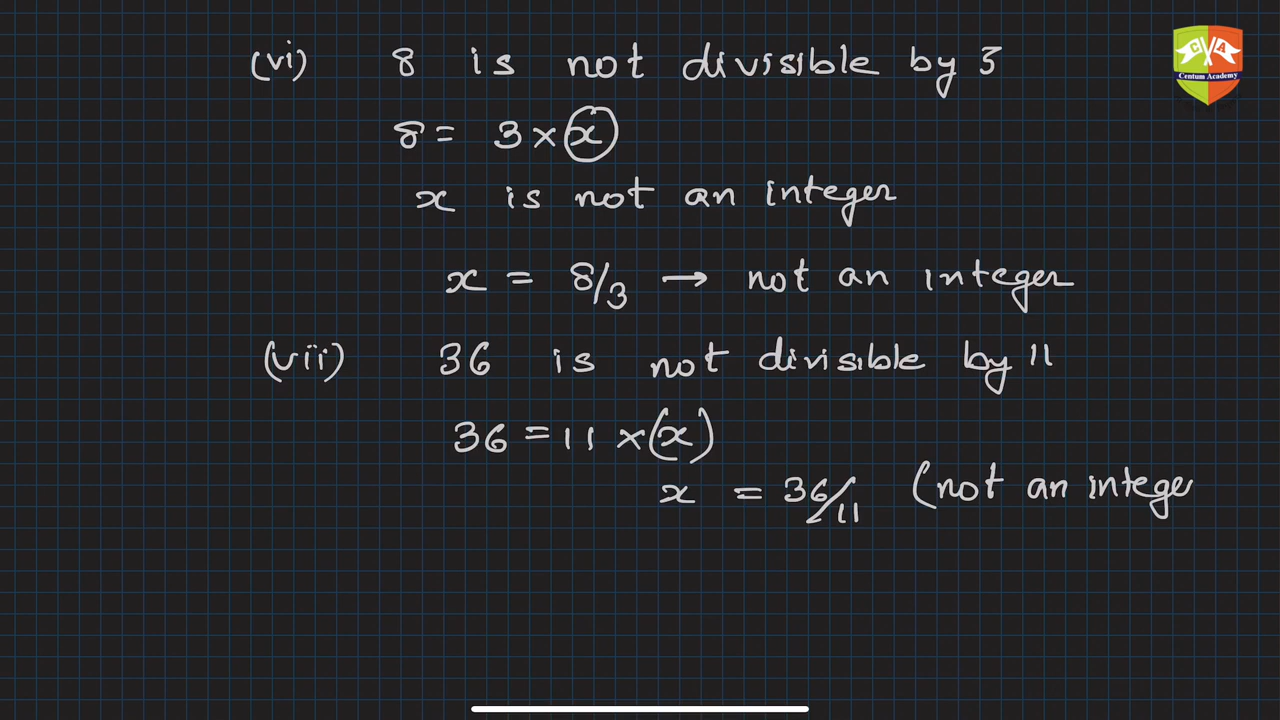 (vi) 8 is not divisible by 3
8 = 3 × x
x is not an integer
x = 8/3 → not an integer
(vii) 36 is not divisible by 11
36 = 11 × (x)
x = 36/11 (not an intege
CVA
Centum Academy